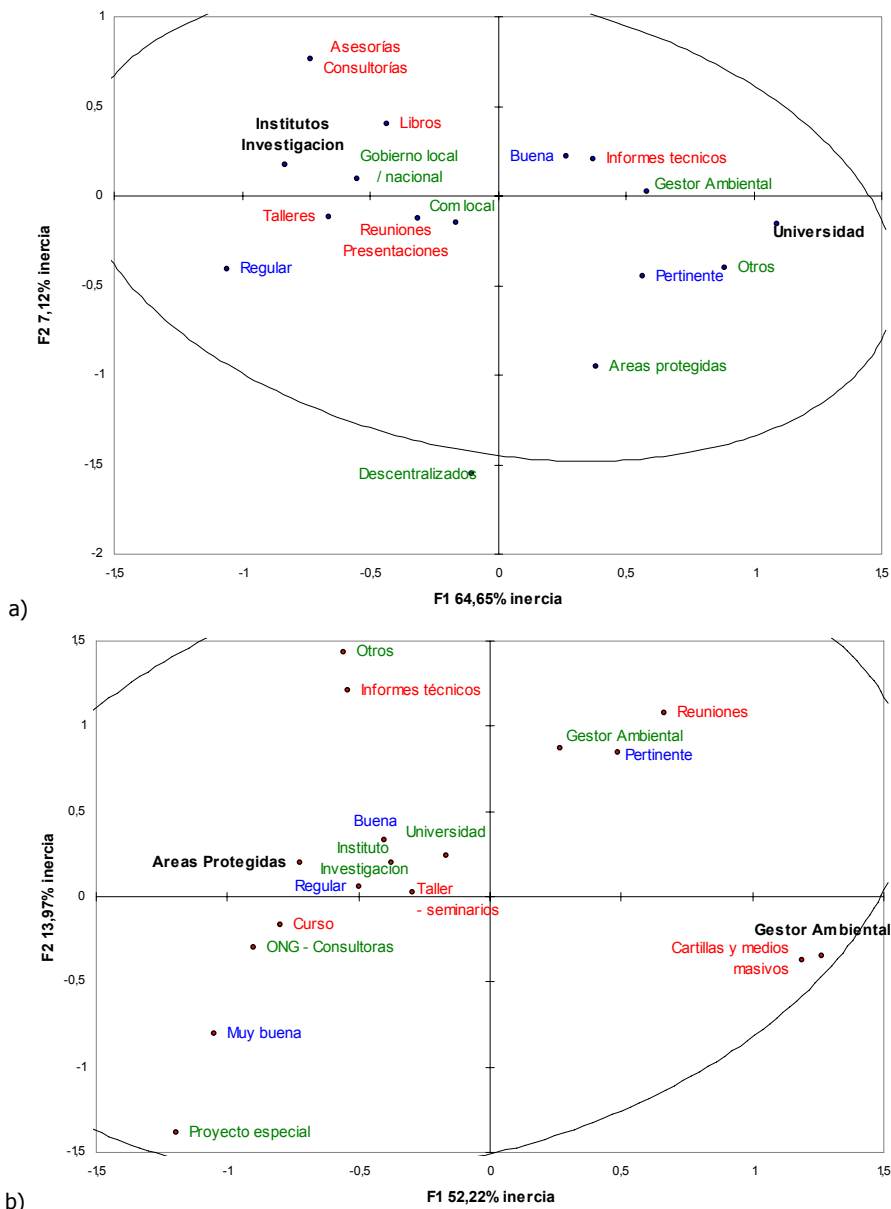 1
Asesorías
Consultorías
0,5
Libros
Institutos
Investigacion
Gobierno local
/ nacional
Buena
Informes tecnicos
Gestor Ambiental
0
Talleres
Com local
Reuniones
Presentaciones
Universidad
Regular
Pertinente
Otros
-0,5
Areas protegidas
-1
Descentralizados
-1,5
-2
-1,5 -1 -0,5 0 0,5 1 1,5
F2 7,12% inercia
F1 64,65% inercia
a)
1,5
Otros
Informes técnicos
Reuniones
1
Gestor Ambiental
Pertinente
0,5
Buena
Universidad
Instituto
Investigacion
Areas Protegidas
Regular
Taller
- seminarios
0
Curso
ONG - Consultoras
Gestor Ambiental
Cartillas y medios
masivos
-0,5
Muy buena
-1
Proyecto especial
-1,5
-1,5 -1 -0,5 0 0,5 1 1,5
F2 13,97% inercia
F1 52,22% inercia
b)